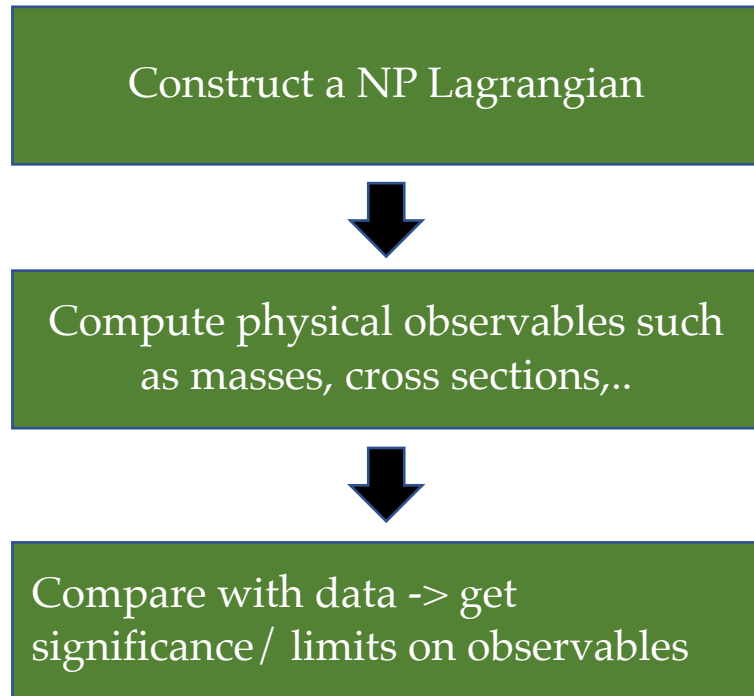 Construct a NP Lagrangian
Compute physical observables such
as masses, cross sections,..
Compare with data -> get
significance/ limits on observables